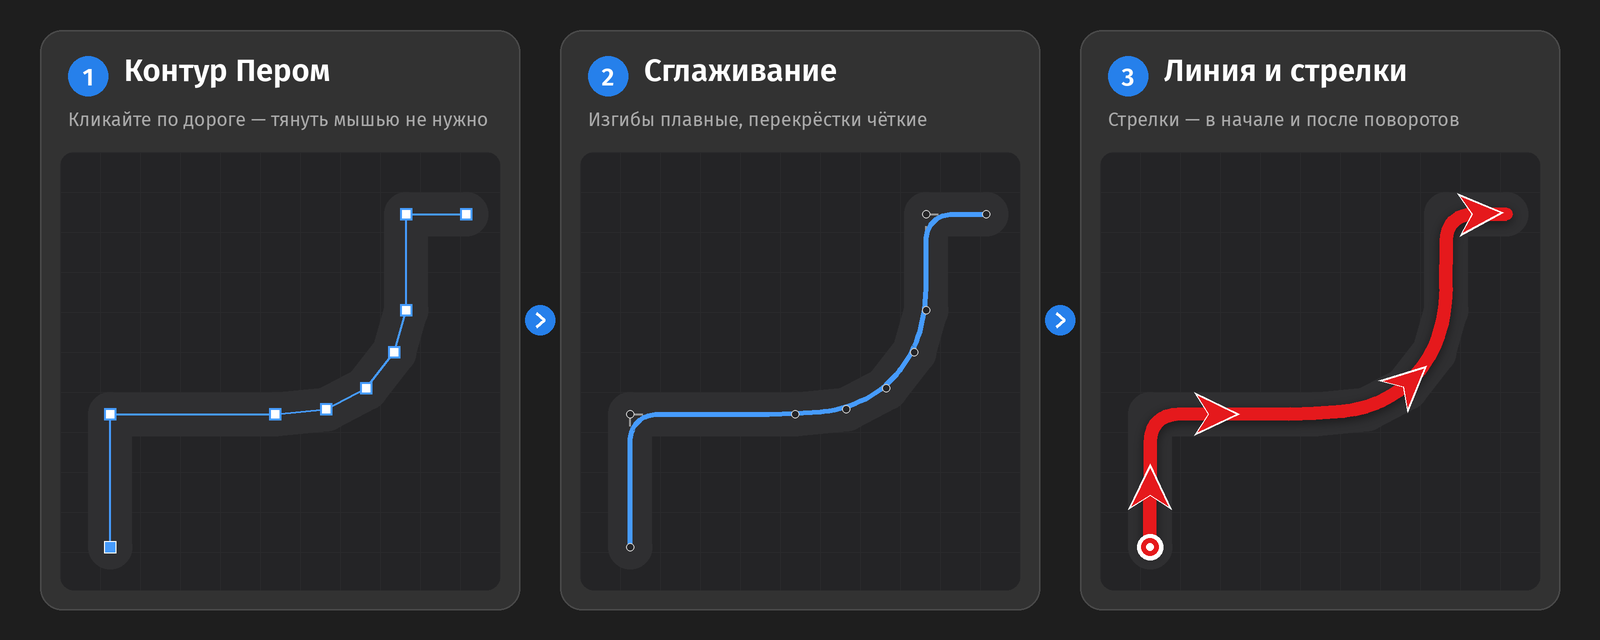 1 Контур Пером
Кликайте по дороге — тянуть мышью не нужно
2 Сглаживание
Изгибы плавные, перекрёстки чёткие
3 Линия и стрелки
Стрелки — в начале и после поворотов